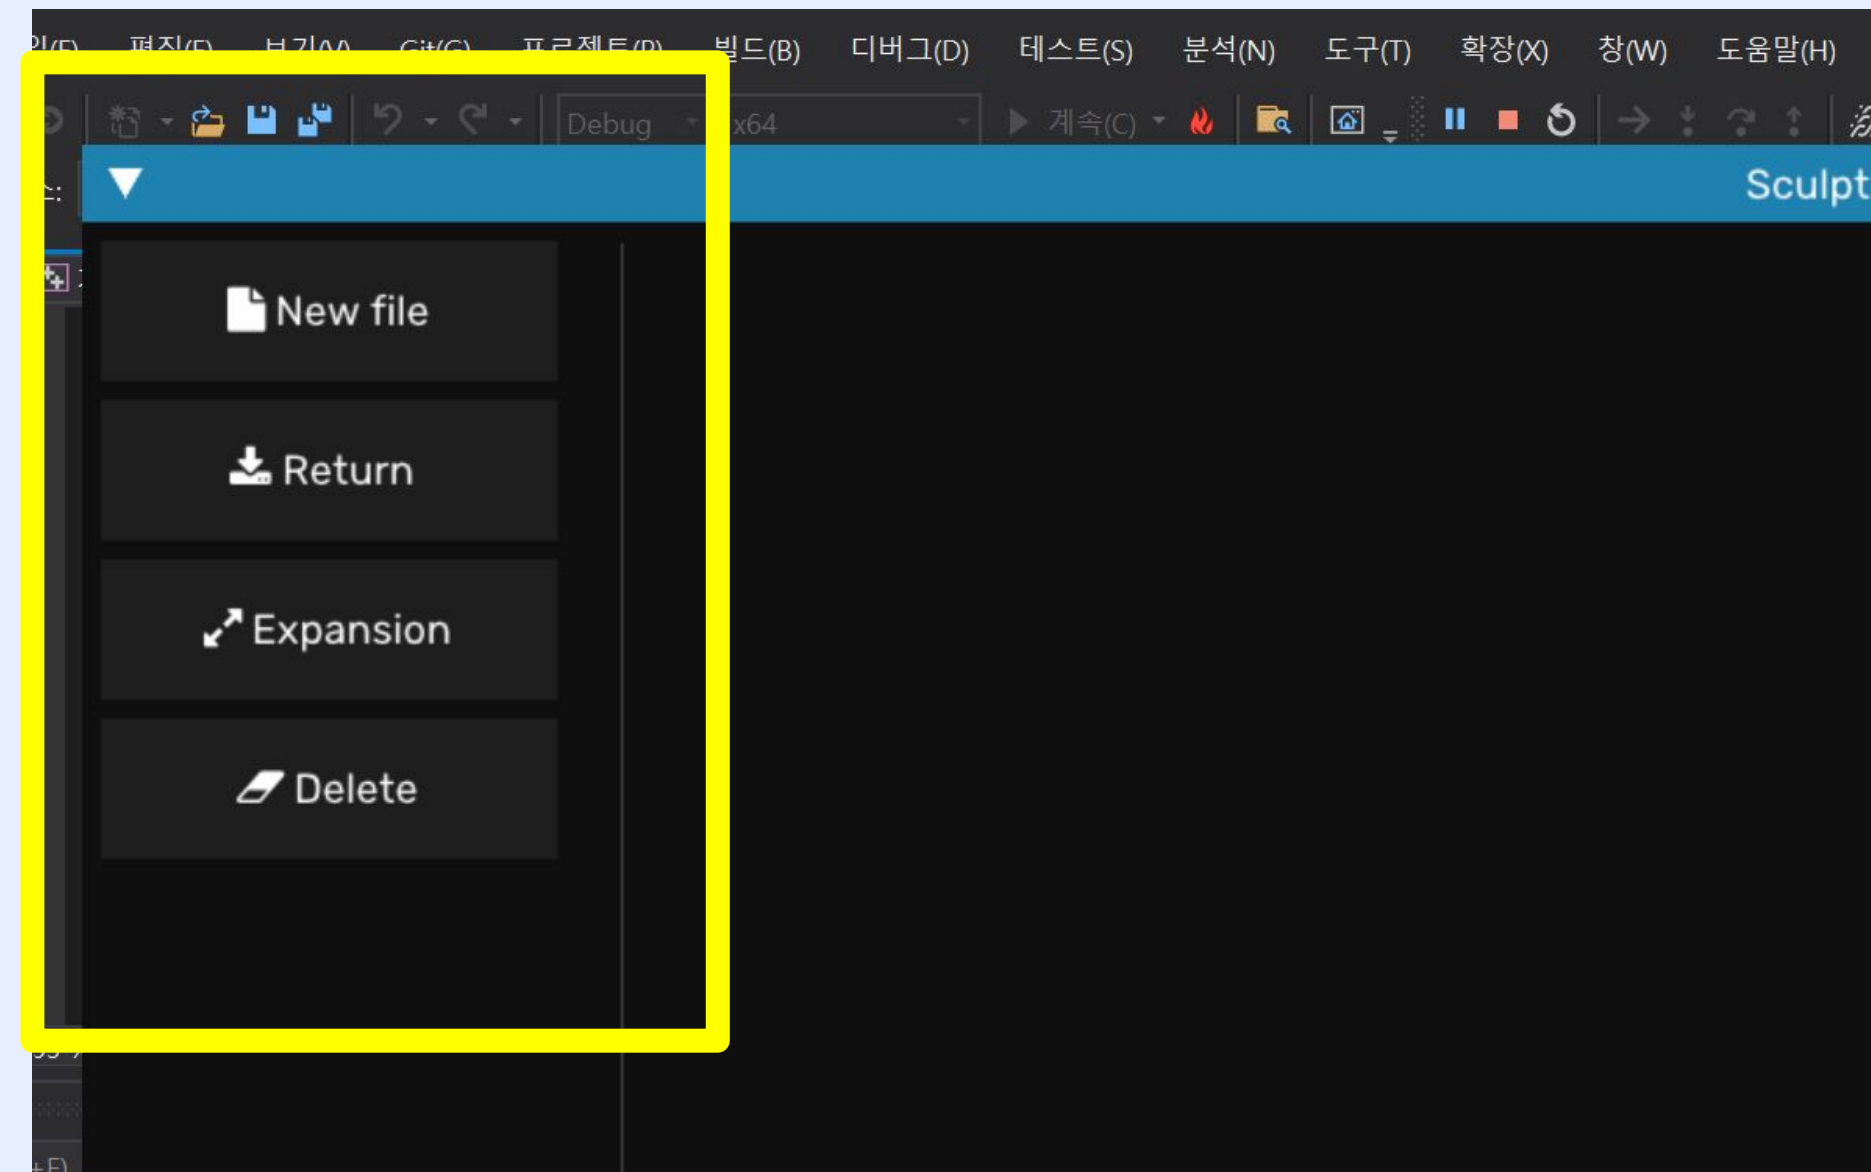 빌드(B) 디버그(D) 테스트(S) 분석(N) 도구(T) 확장(X) 창(W) 도움말(H)
Debug x64 계속(C)
Sculpt
New file
Return
Expansion
Delete